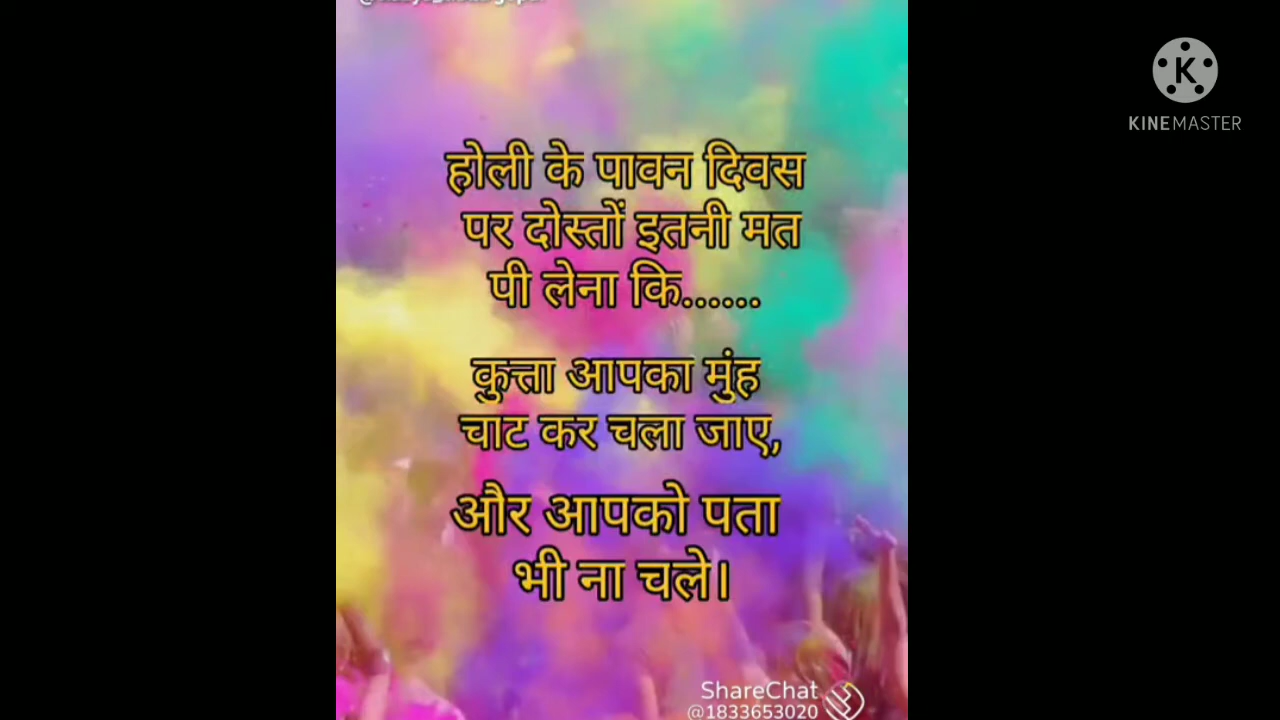 होली के पावन दिवस
पर दोस्तों इतनी मत
पी लेना कि......
कुत्ता आपका मुंह
चाट कर चला जाए,
और आपको पता
भी ना चले।
ShareChat
@1833653020
K
KINEMASTER